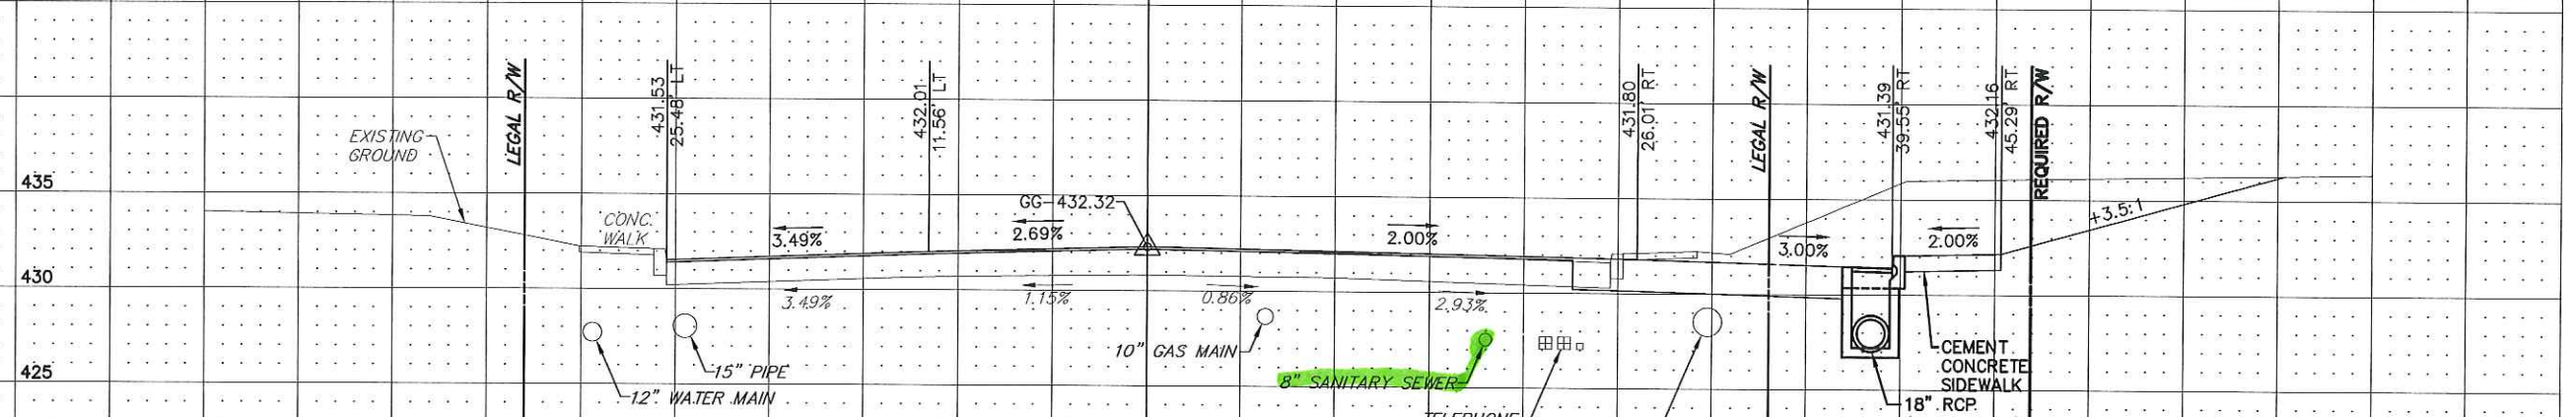 LEGAL R/W
431.53
25.48' LT
432.01
11.56' LT
431.80
26.01' RT
LEGAL R/W
431.39
39.55' RT
432.16
45.29' RT
REQUIRED R/W
EXISTING
GROUND
435
CONC.
WALK
GG-432.32
3.49%
2.69%
2.00%
3.00%
2.00%
+3.5:1
430
3.49%
1.15%
0.86%
2.93%
15" PIPE
12" WATER MAIN
10" GAS MAIN
8" SANITARY SEWER
TELEPHONE
CEMENT
CONCRETE
SIDEWALK
18" RCP
425